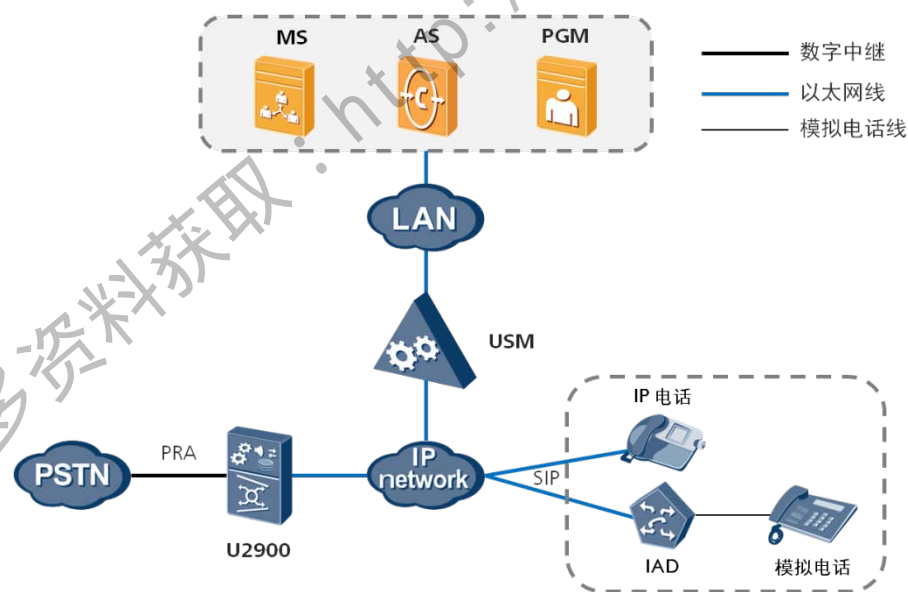 MS
AS
PGM
数字中继
以太网线
模拟电话线
LAN
USM
IP 电话
PSTN
PRA
U2900
IP
network
SIP
IAD
模拟电话
多资料获取：http:/